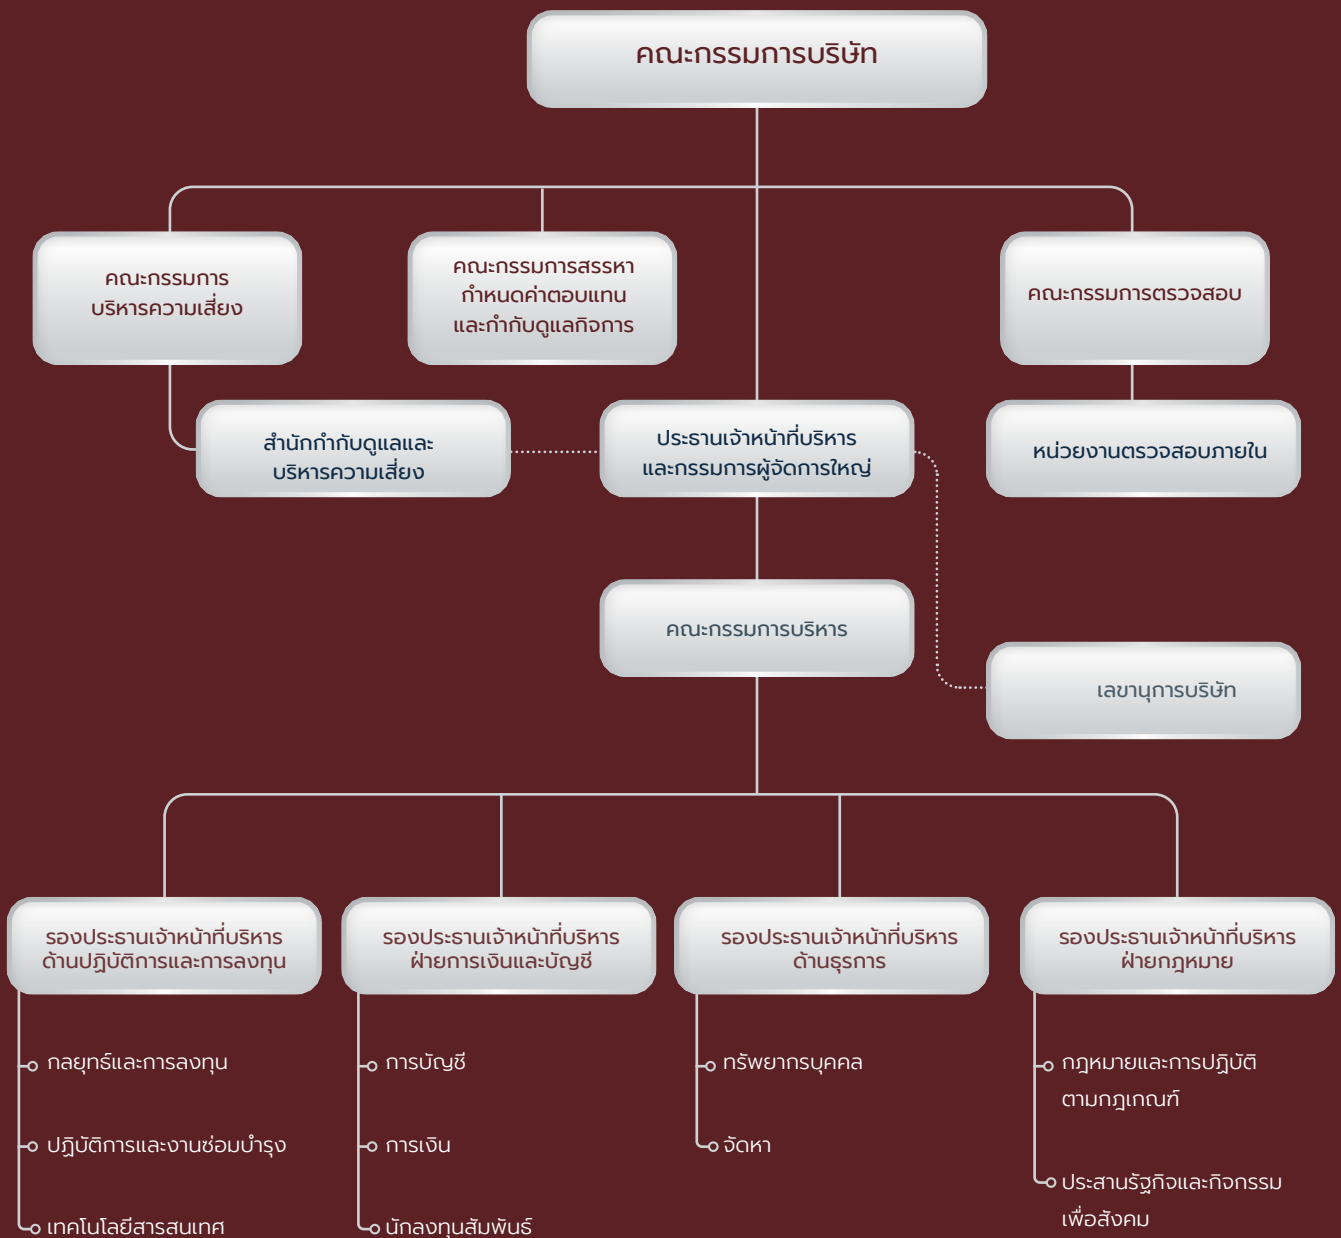 คณะกรรมการบริษัท
คณะกรรมการ
บริหารความเสี่ยง
คณะกรรมการสรรหา
กำหนดค่าตอบแทน
และกำกับดูแลกิจการ
คณะกรรมการตรวจสอบ
สำนักกำกับดูแลและ
บริหารความเสี่ยง
ประธานเจ้าหน้าที่บริหาร
และกรรมการผู้จัดการใหญ่
หน่วยงานตรวจสอบภายใน
คณะกรรมการบริหาร
เลขานุการบริษัท
รองประธานเจ้าหน้าที่บริหาร
ด้านปฏิบัติการและการลงทุน
กลยุทธ์และการลงทุน
ปฏิบัติการและงานซ่อมบำรุง
เทคโนโลยีสารสนเทศ
รองประธานเจ้าหน้าที่บริหาร
ฝ่ายการเงินและบัญชี
การบัญชี
การเงิน
นักลงทุนสัมพันธ์
รองประธานเจ้าหน้าที่บริหาร
ด้านธุรการ
ทรัพยากรบุคคล
จัดหา
รองประธานเจ้าหน้าที่บริหาร
ฝ่ายกฎหมาย
กฎหมายและการปฏิบัติ
ตามกฎเกณฑ์
ประสานรัฐกิจและกิจกรรม
เพื่อสังคม